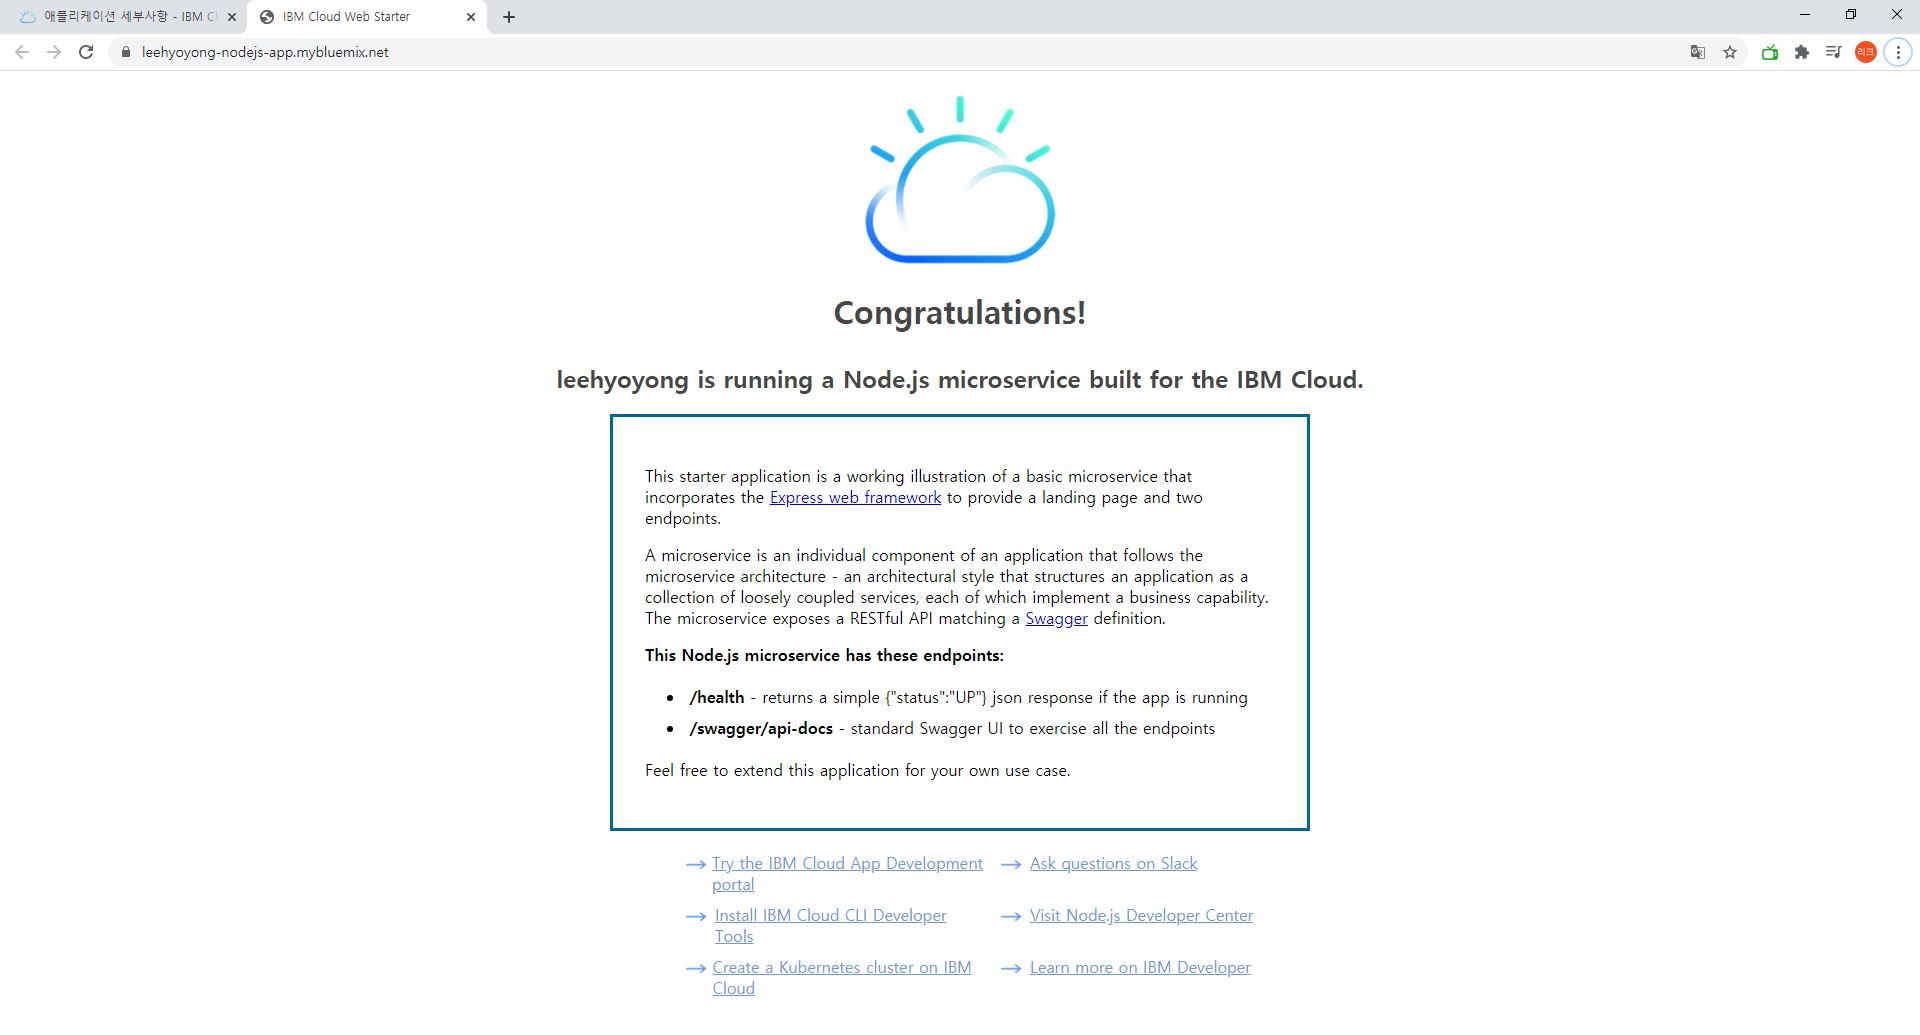 애플리케이션 세부사항 - IBM Cl
IBM Cloud Web Starter
leehyoyong-nodejs-app.mybluemix.net
리크
Congratulations!
leehyoyong is running a Node.js microservice built for the IBM Cloud.
This starter application is a working illustration of a basic microservice that
incorporates the Express web framework to provide a landing page and two
endpoints.
A microservice is an individual component of an application that follows the
microservice architecture - an architectural style that structures an application as a
collection of loosely coupled services, each of which implement a business capability.
The microservice exposes a RESTful API matching a Swagger definition.
This Node.js microservice has these endpoints:
• /health - returns a simple {"status":"UP"} json response if the app is running
• /swagger/api-docs - standard Swagger UI to exercise all the endpoints
Feel free to extend this application for your own use case.
Try the IBM Cloud App Development
portal
Ask questions on Slack
Install IBM Cloud CLI Developer
Tools
Visit Node.js Developer Center
Create a Kubernetes cluster on IBM
Cloud
Learn more on IBM Developer